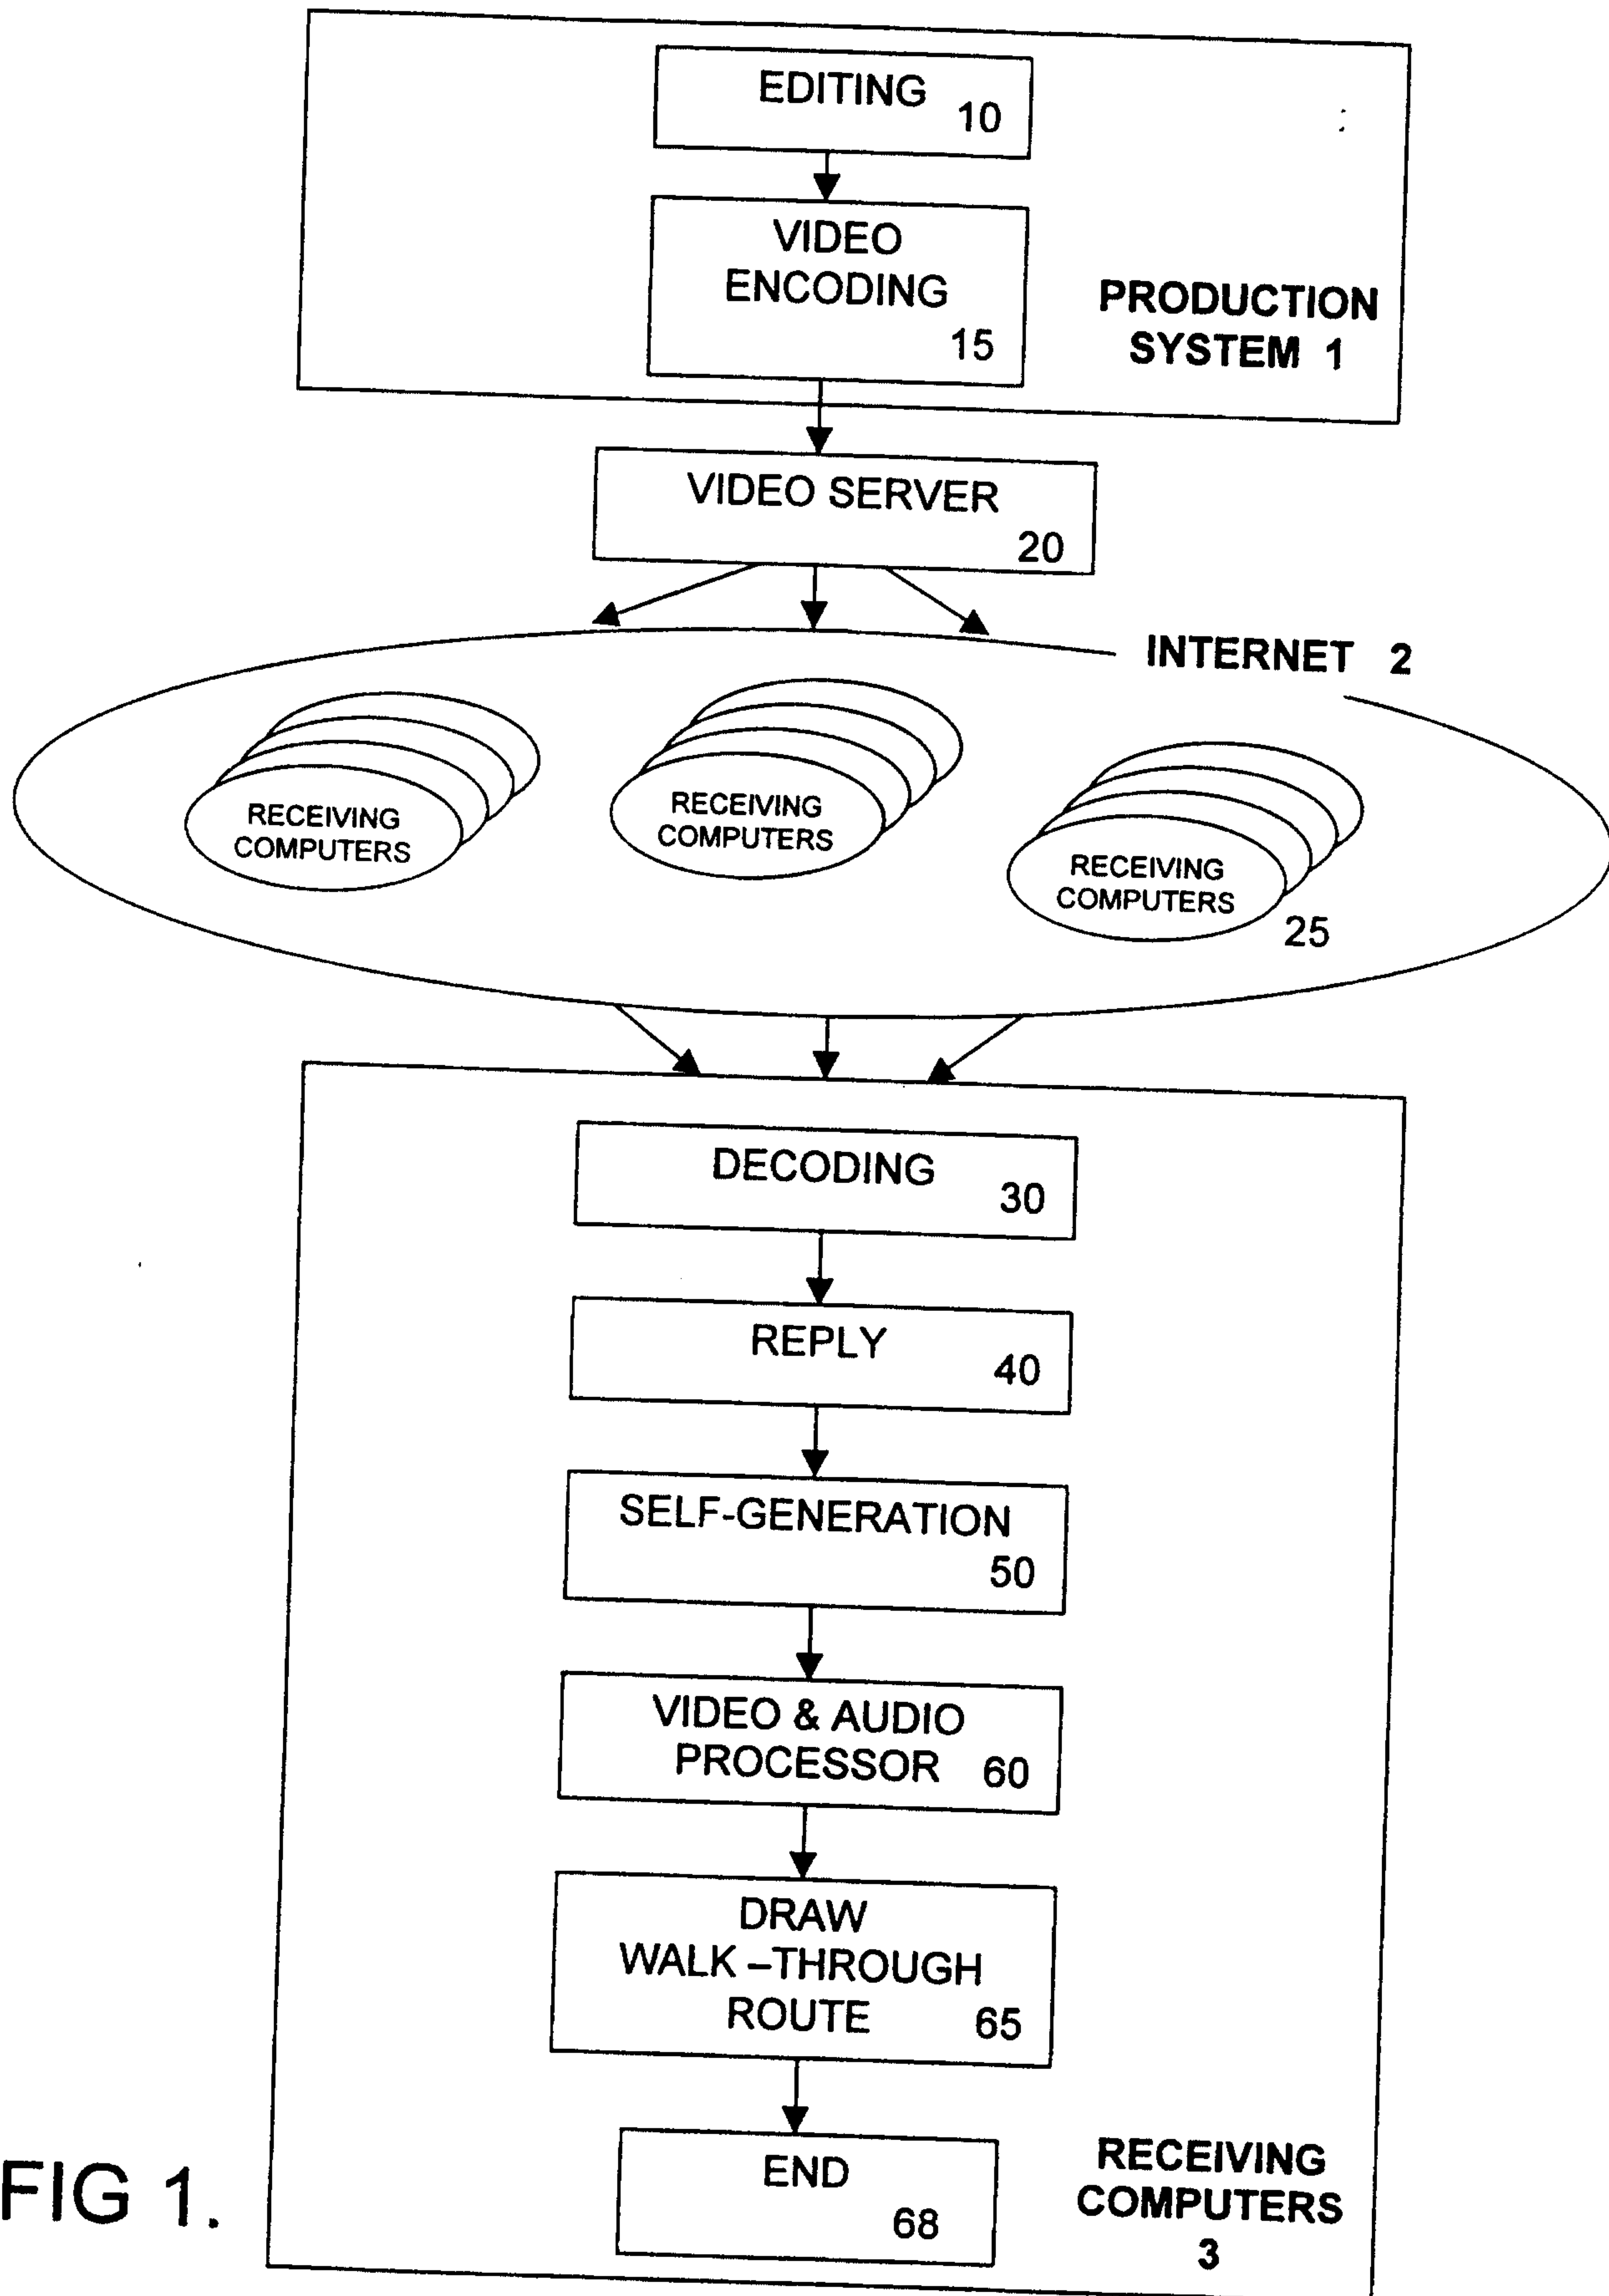 EDITING
10
VIDEO
ENCODING
15
PRODUCTION
SYSTEM 1
VIDEO SERVER
20
INTERNET 2
RECEIVING
COMPUTERS
RECEIVING
COMPUTERS
RECEIVING
COMPUTERS
25
DECODING
30
REPLY
40
SELF-GENERATION
50
VIDEO & AUDIO
PROCESSOR 60
DRAW
WALK –THROUGH
ROUTE 65
END
68
RECEIVING
COMPUTERS
3
FIG 1.